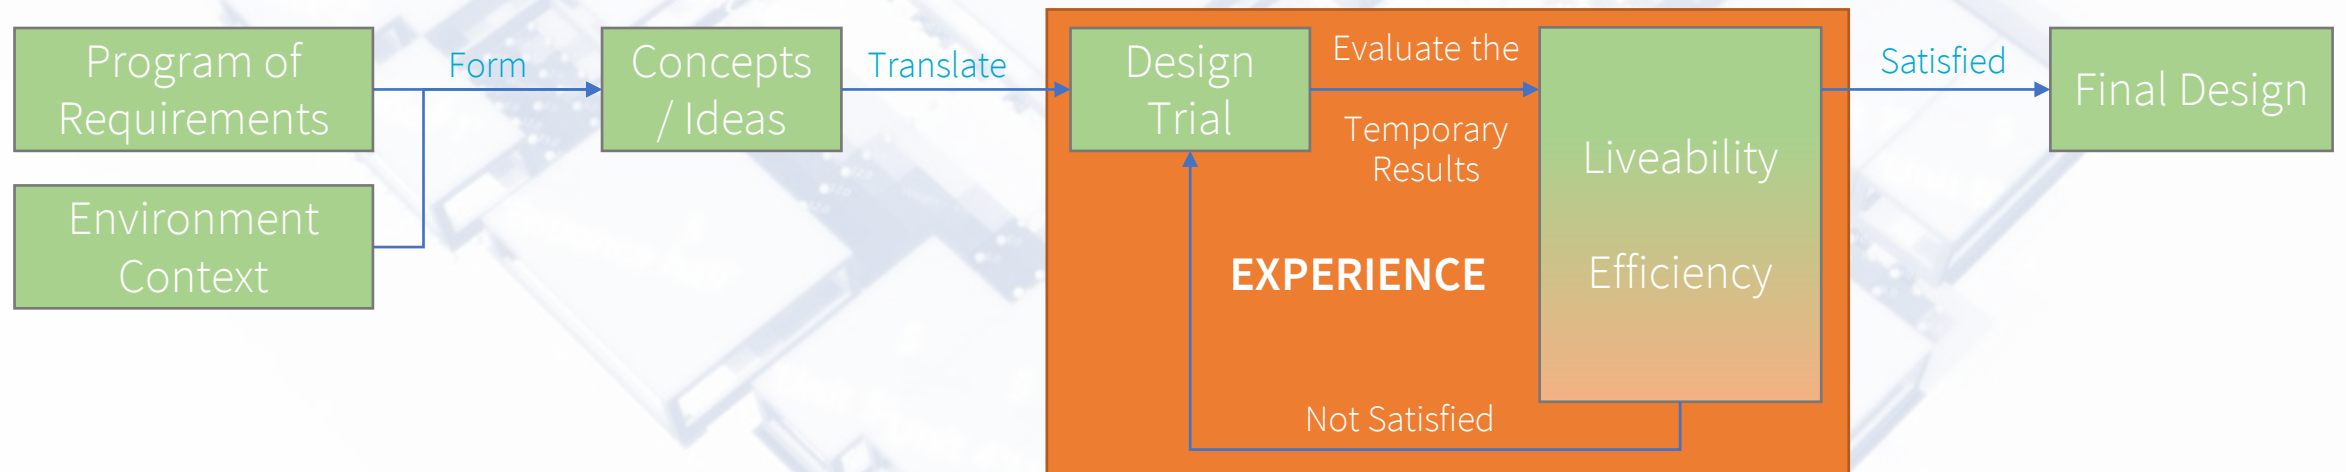 Program of
Requirements
Form
Concepts
/ Ideas
Translate
Design
Trial
Evaluate the
Temporary
Results
Liveability
Efficiency
Satisfied
Final Design
Environment
Context
EXPERIENCE
Not Satisfied